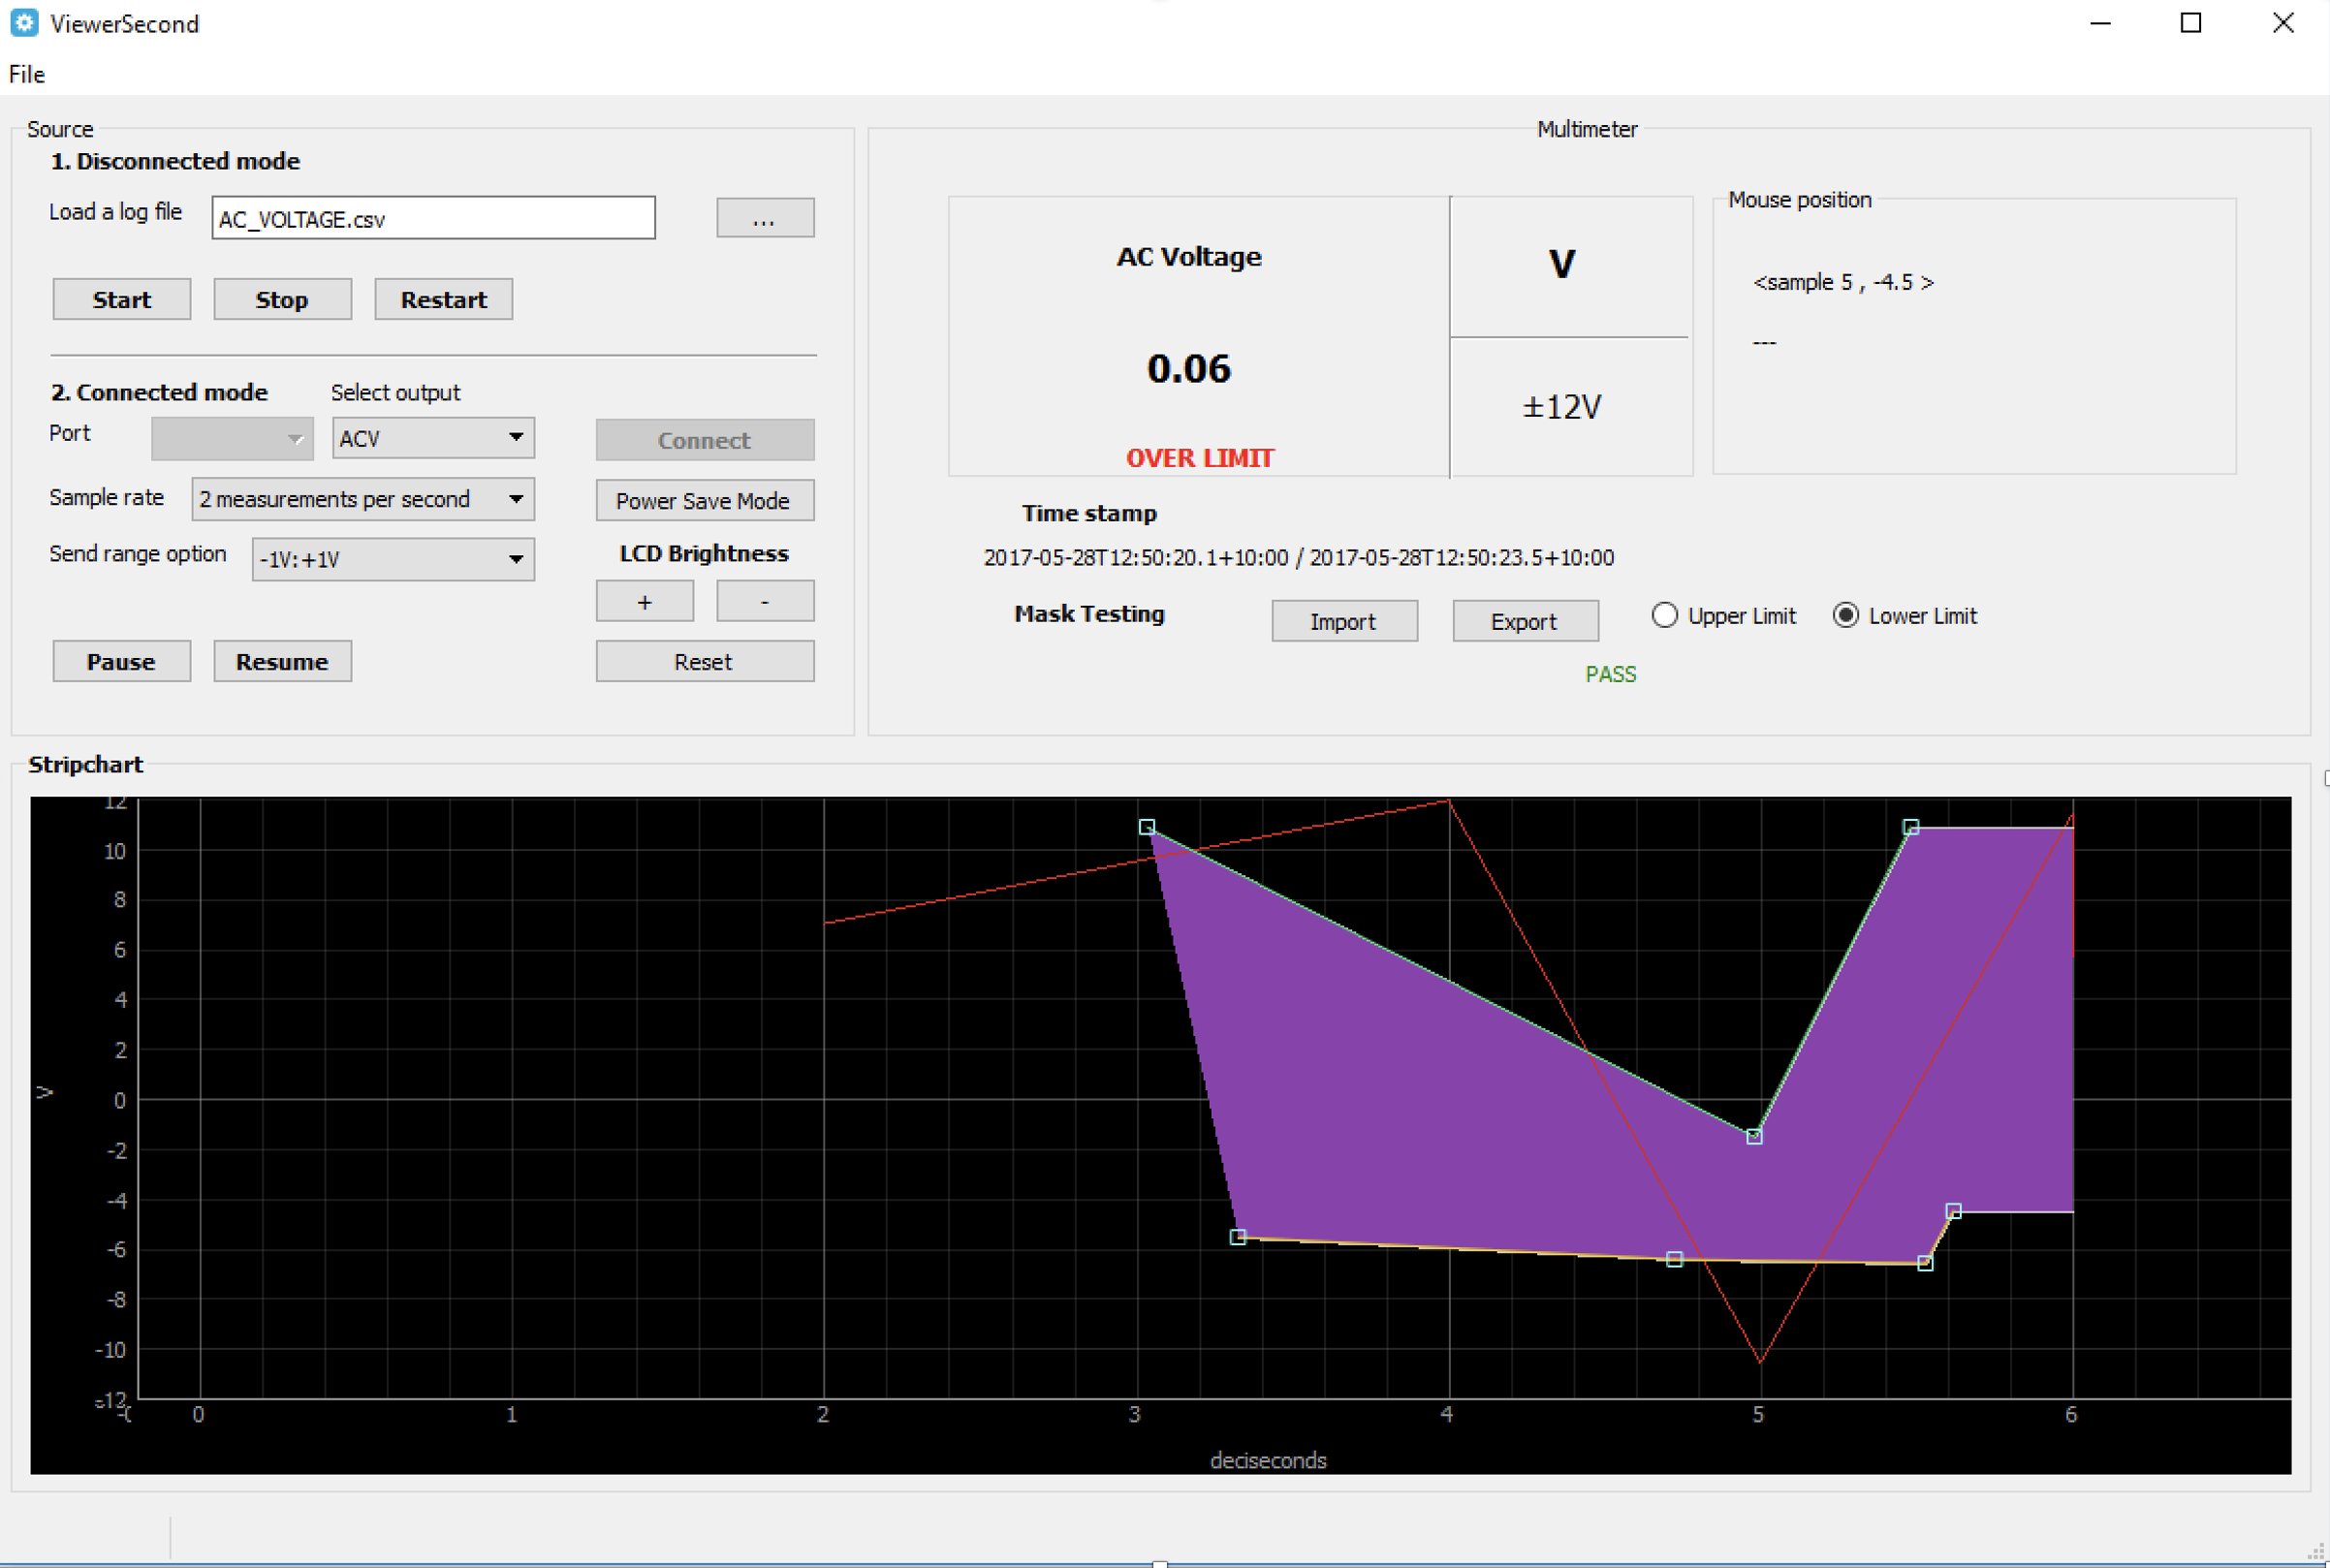 ViewerSecond
File
Source
1. Disconnected mode
Load a log file
AC_VOLTAGE.csv
...
Start
Stop
Restart
2. Connected mode
Select output
Port
ACV
Connect
Sample rate
2 measurements per second
Power Save Mode
Send range option
-1V:+1V
LCD Brightness
+
-
Pause
Resume
Reset
Multimeter
AC Voltage
V
0.06
±12V
OVER LIMIT
Mouse position
<sample 5 , -4.5 >
---
Time stamp
2017-05-28T12:50:20.1+10:00 / 2017-05-28T12:50:23.5+10:00
Mask Testing
Import
Export
Upper Limit
Lower Limit
PASS
Stripchart
12
10
8
6
4
2
0
-2
-4
-6
-8
-10
-12
V
0
1
2
3
4
5
6
deciseconds